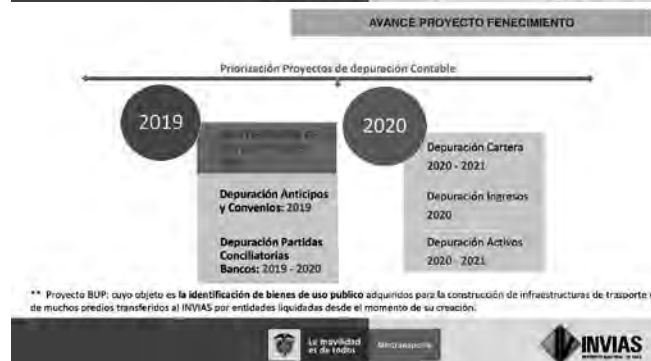 AVANCE PROYECTO FENECIMIENTO
Priorización Proyectos de depuración Contable
2019
Depuración Anticipos
y Convenios: 2019
Depuración Partidas
Conciliatorias
Bancos: 2019 - 2020
2020
Depuración Cartera
2020 - 2021
Depuración Ingresos
2020
Depuración Activos
2020 - 2021
** Proyecto BUP: cuyo objeto es la identificación de bienes de uso público adquiridos para la construcción de infraestructuras de trasporte
de muchos predios transferidos al INVIAS por entidades liquidadas desde el momento de su creación.
La movilidad
es de todos
Mintransporte
INVIAS